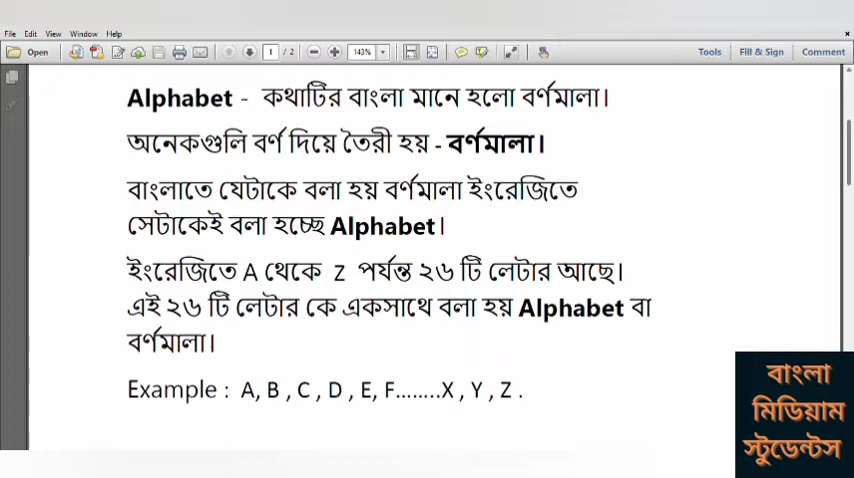 File Edit View Window Help
Open 1 / 2 143% Tools Fill & Sign Comment
Alphabet - কথাটির বাংলা মানে হলো বর্ণমালা।
অনেকগুলি বর্ণ দিয়ে তৈরী হয় - বর্ণমালা।
বাংলাতে যেটাকে বলা হয় বর্ণমালা ইংরেজিতে
সেটাকেই বলা হচ্ছে Alphabet।
ইংরেজিতে A থেকে Z পর্যন্ত ২৬ টি লেটার আছে।
এই ২৬ টি লেটার কে একসাথে বলা হয় Alphabet বা
বর্ণমালা।
Example : A, B , C , D , E, F........X , Y , Z .
বাংলা
মিডিয়াম
স্টুডেন্টস